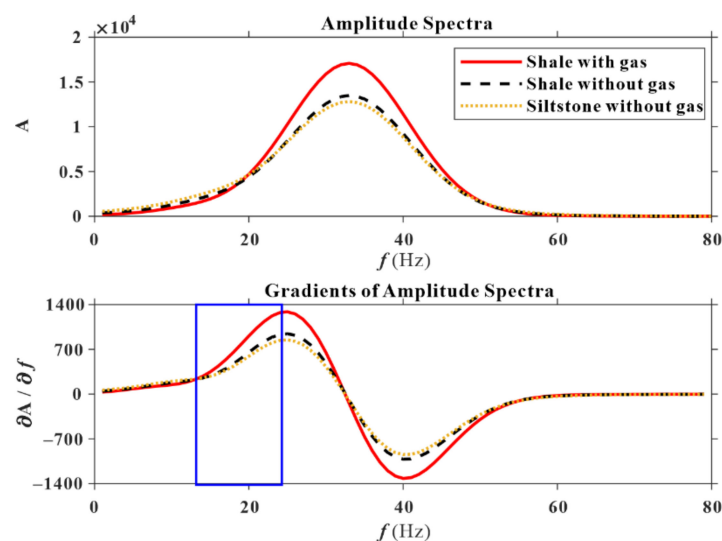 Amplitude Spectra
×10⁴
2
1.5
1
0.5
0
A
Shale with gas
Shale without gas
Siltstone without gas
0 20 40 60 80
f (Hz)
Gradients of Amplitude Spectra
1400
700
0
−700
−1400
∂A / ∂f
0 20 40 60 80
f (Hz)